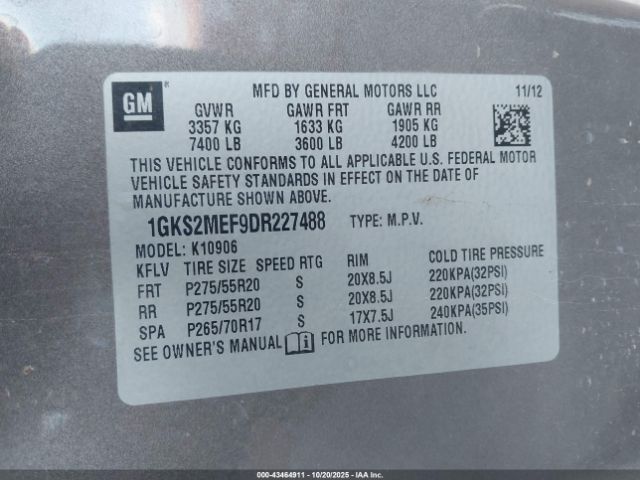 GM
®
MFD BY GENERAL MOTORS LLC 11/12
GVWR GAWR FRT GAWR RR
3357 KG 1633 KG 1905 KG
7400 LB 3600 LB 4200 LB
THIS VEHICLE CONFORMS TO ALL APPLICABLE U.S. FEDERAL MOTOR
VEHICLE SAFETY STANDARDS IN EFFECT ON THE DATE OF
MANUFACTURE SHOWN ABOVE.
1GKS2MEF9DR227488 TYPE: M.P.V.
MODEL: K10906
KFLV TIRE SIZE SPEED RTG RIM COLD TIRE PRESSURE
FRT P275/55R20 S 20X8.5J 220KPA(32PSI)
RR P275/55R20 S 20X8.5J 220KPA(32PSI)
SPA P265/70R17 S 17X7.5J 240KPA(35PSI)
SEE OWNER'S MANUAL FOR MORE INFORMATION.
000-43464911 - 10/20/2025 - IAAI.COM